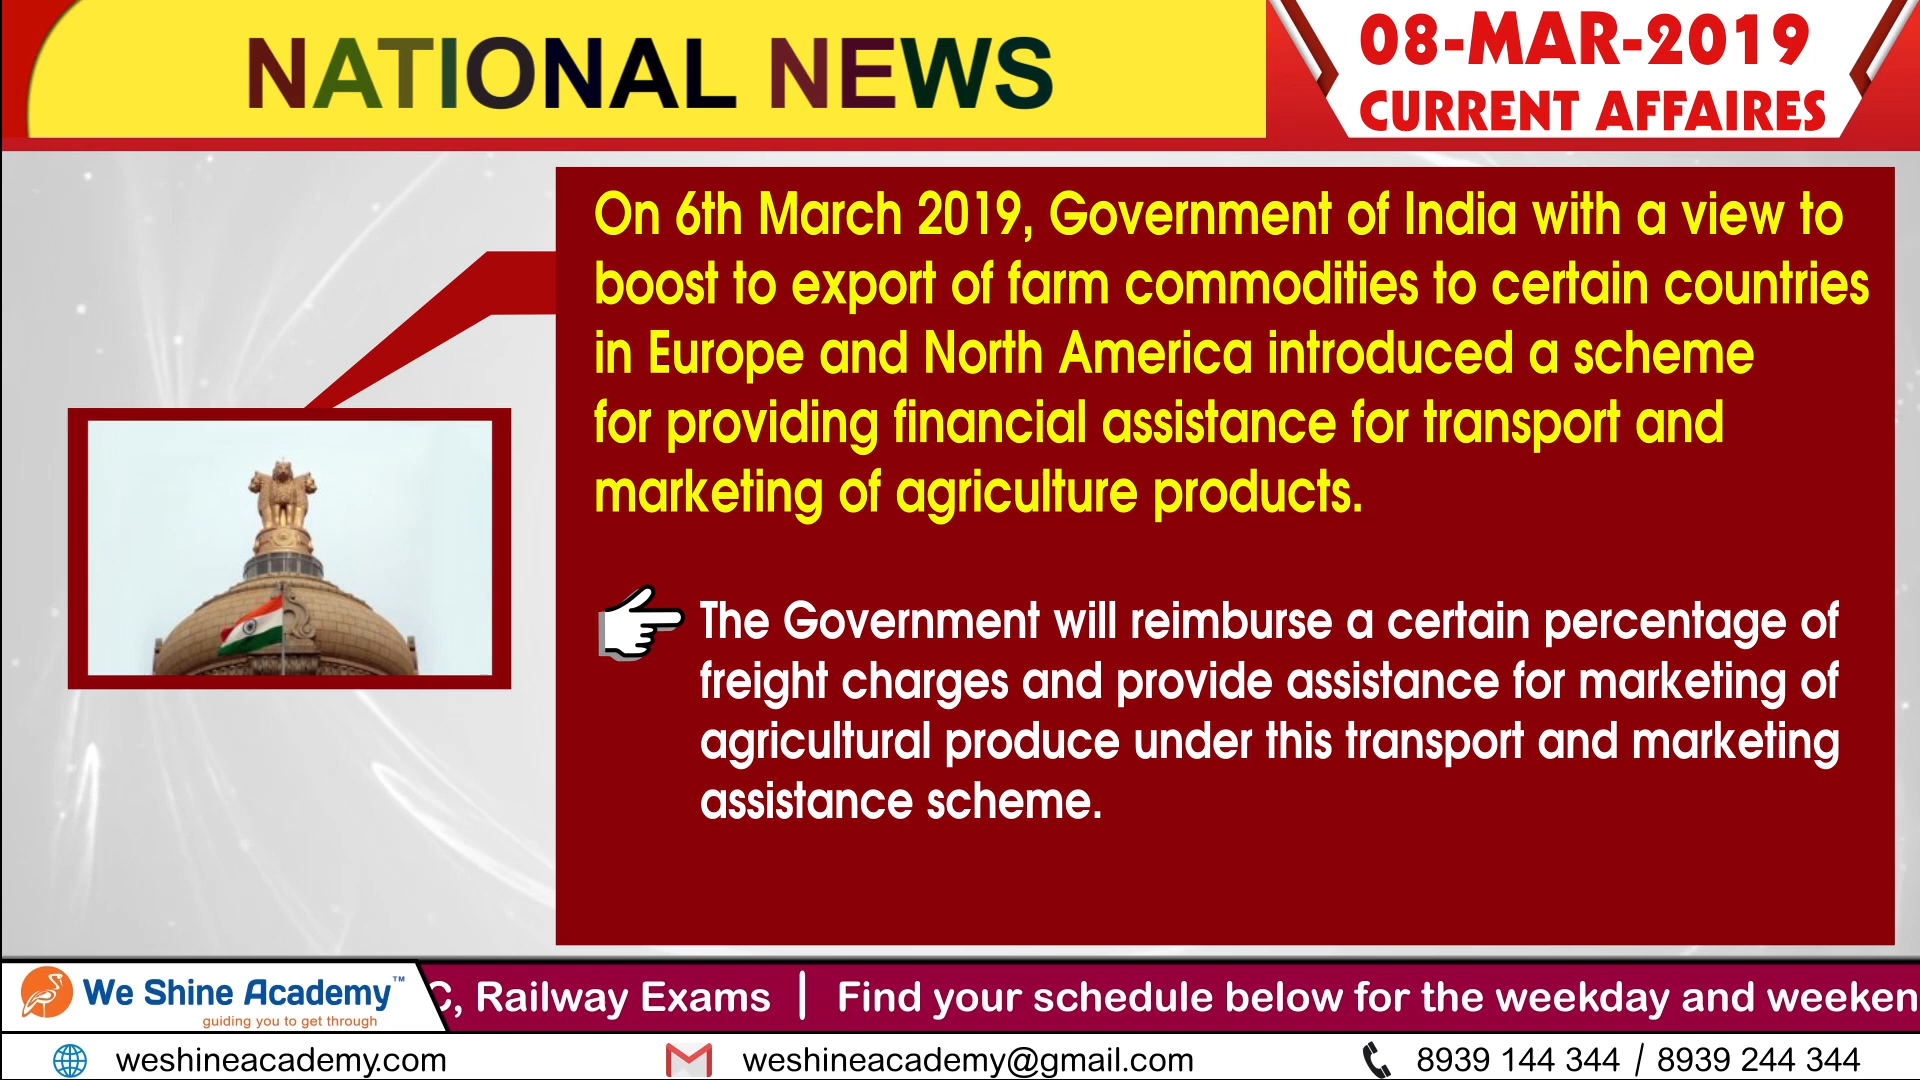 NATIONAL NEWS
08-MAR-2019
CURRENT AFFAIRES
On 6th March 2019, Government of India with a view to
boost to export of farm commodities to certain countries
in Europe and North America introduced a scheme
for providing financial assistance for transport and
marketing of agriculture products.
The Government will reimburse a certain percentage of
freight charges and provide assistance for marketing of
agricultural produce under this transport and marketing
assistance scheme.
We Shine Academy™
guiding you to get through
C, Railway Exams | Find your schedule below for the weekday and weeken
weshineacademy.com
weshineacademy@gmail.com
8939 144 344 / 8939 244 344